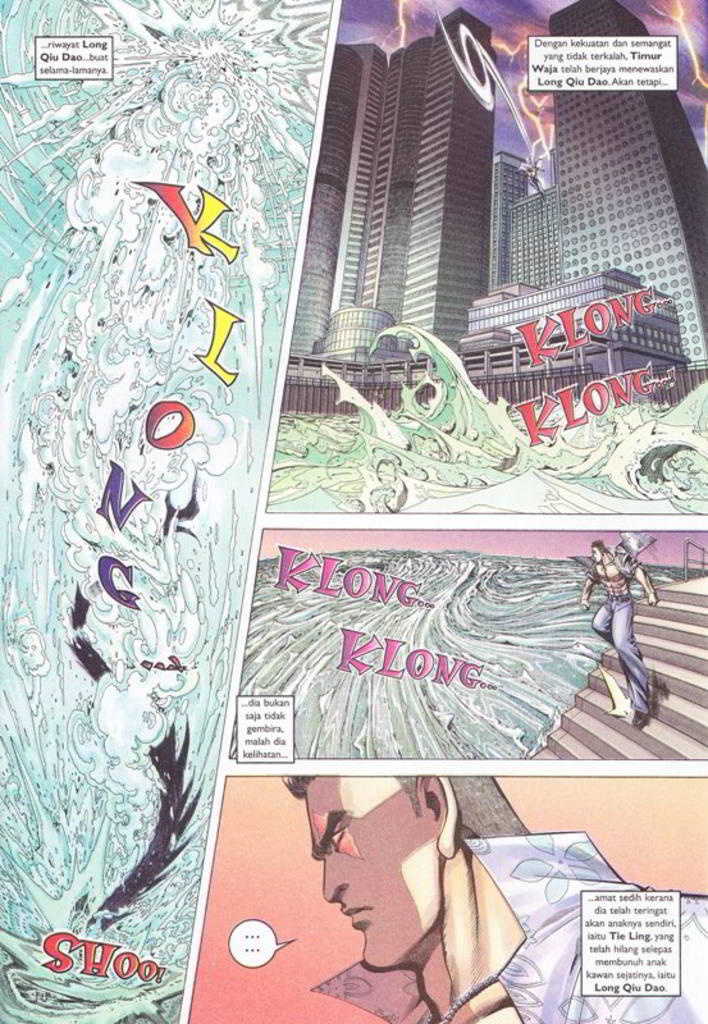 ...riwayat Long
Qiu Dao...buat
selama-lamanya.
KLONG...
SHOO!
Dengan kekuatan dan semangat
yang tidak terkalah, Timur
Waja telah berjaya menewaskan
Long Qiu Dao. Akan tetapi...
KLONG...
KLONG...!
KLONG...
KLONG...
...dia bukan
saja tidak
gembira,
malah dia
kelihatan...
...
...
...amat sedih kerana
dia telah teringat
akan anaknya sendiri,
iaitu Tie Ling, yang
telah hilang selepas
membunuh anak
kawan sejatinya, iaitu
Long Qiu Dao.